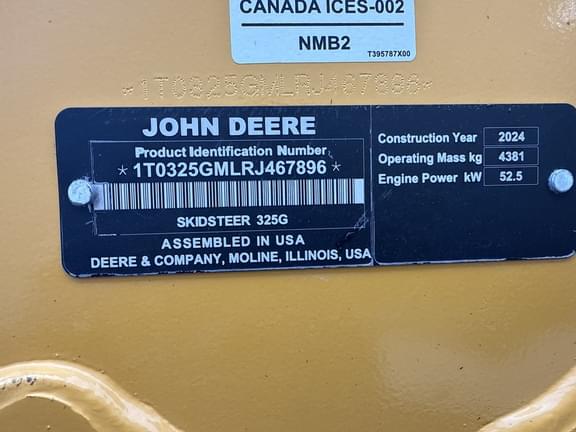 CANADA ICES-002
NMB2
T395787X00
*1T0325GMLRJ467896*
JOHN DEERE
Product Identification Number
*1T0325GMLRJ467896*
SKIDSTEER 325G
ASSEMBLED IN USA
DEERE & COMPANY, MOLINE, ILLINOIS, USA
Construction Year 2024
Operating Mass kg 4381
Engine Power kW 52.5